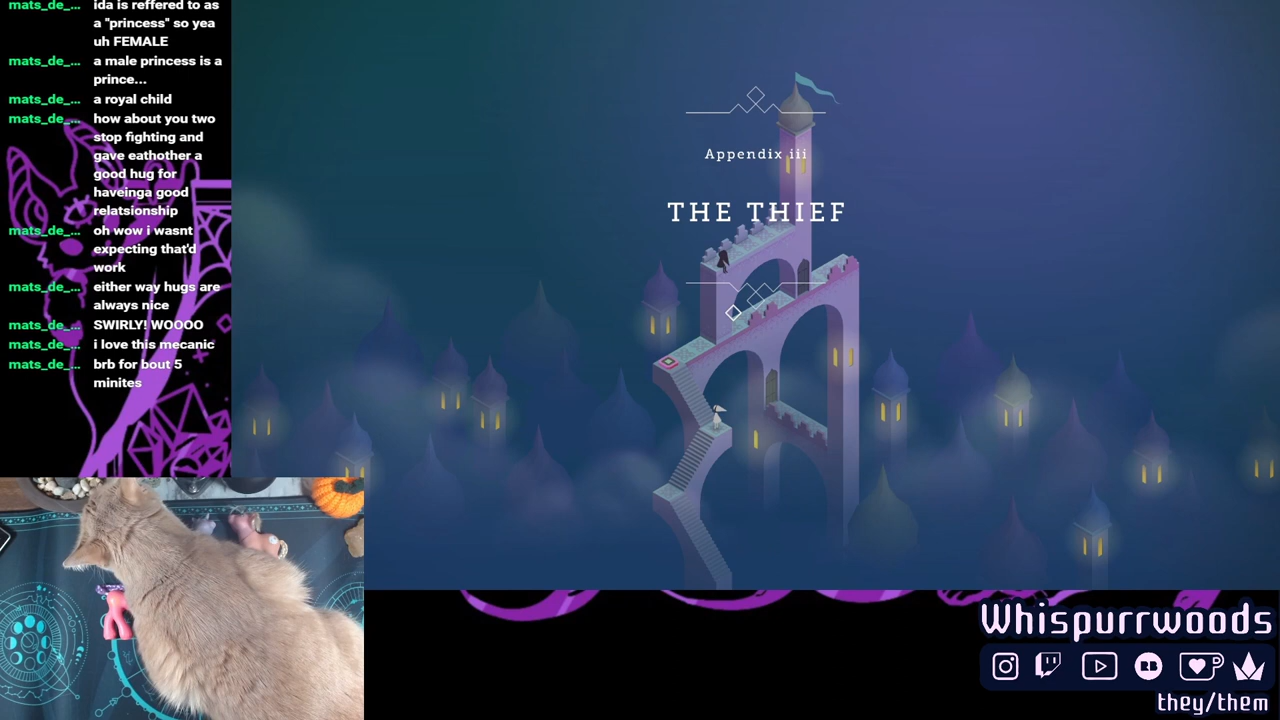 mats_de_... ida is reffered to as
a "princess" so yea
uh FEMALE
mats_de_... a male princess is a
prince...
mats_de_... a royal child
mats_de_... how about you two
stop fighting and
gave eathother a
good hug for
haveinga good
relatsionship
mats_de_... oh wow i wasnt
expecting that'd
work
mats_de_... either way hugs are
always nice
mats_de_... SWIRLY! WOOOO
mats_de_... i love this mecanic
mats_de_... brb for bout 5
minites
Appendix iii
THE THIEF
Whispurrwoods
they/them